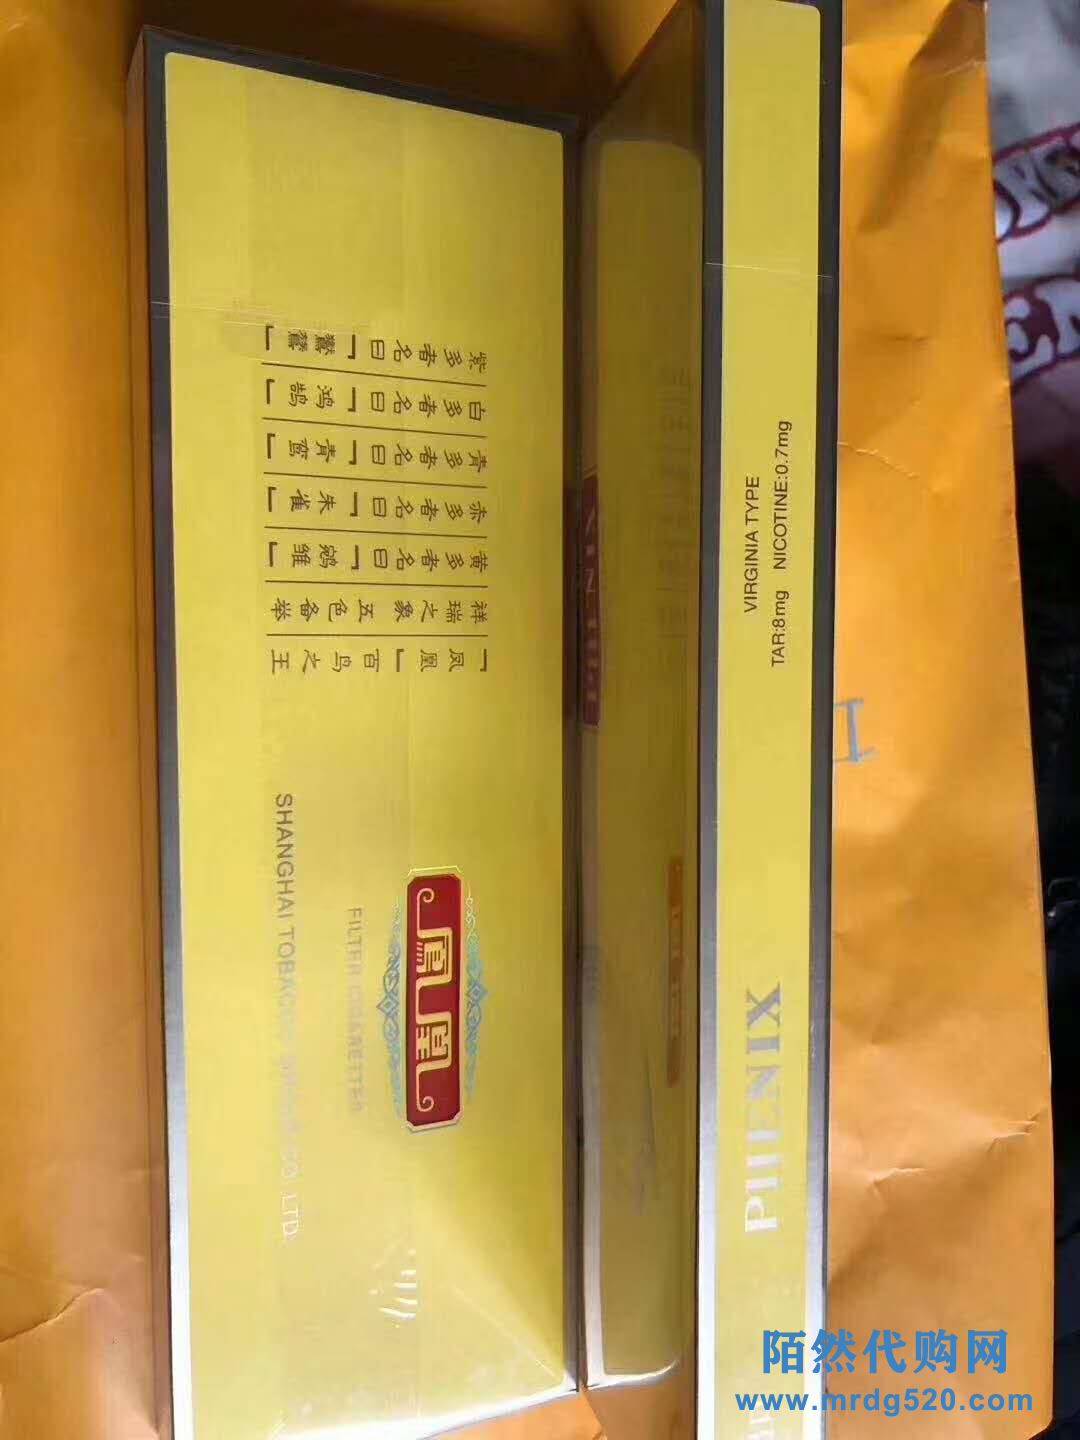 「凤凰」百鸟之王
祥瑞之象 五色备举
黄多者名曰「鹓雏」
赤多者名曰「朱雀」
青多者名曰「青鸾」
白多者名曰「鸿鹄」
紫多者名曰「鸑鷟」
鳳凰
FILTER CIGARETTES
SHANGHAI TOBACCO CO LTD.
VIRGINIA TYPE
TAR:8mg NICOTINE:0.7mg
PHENIX
陌然代购网
www.mrdg520.com